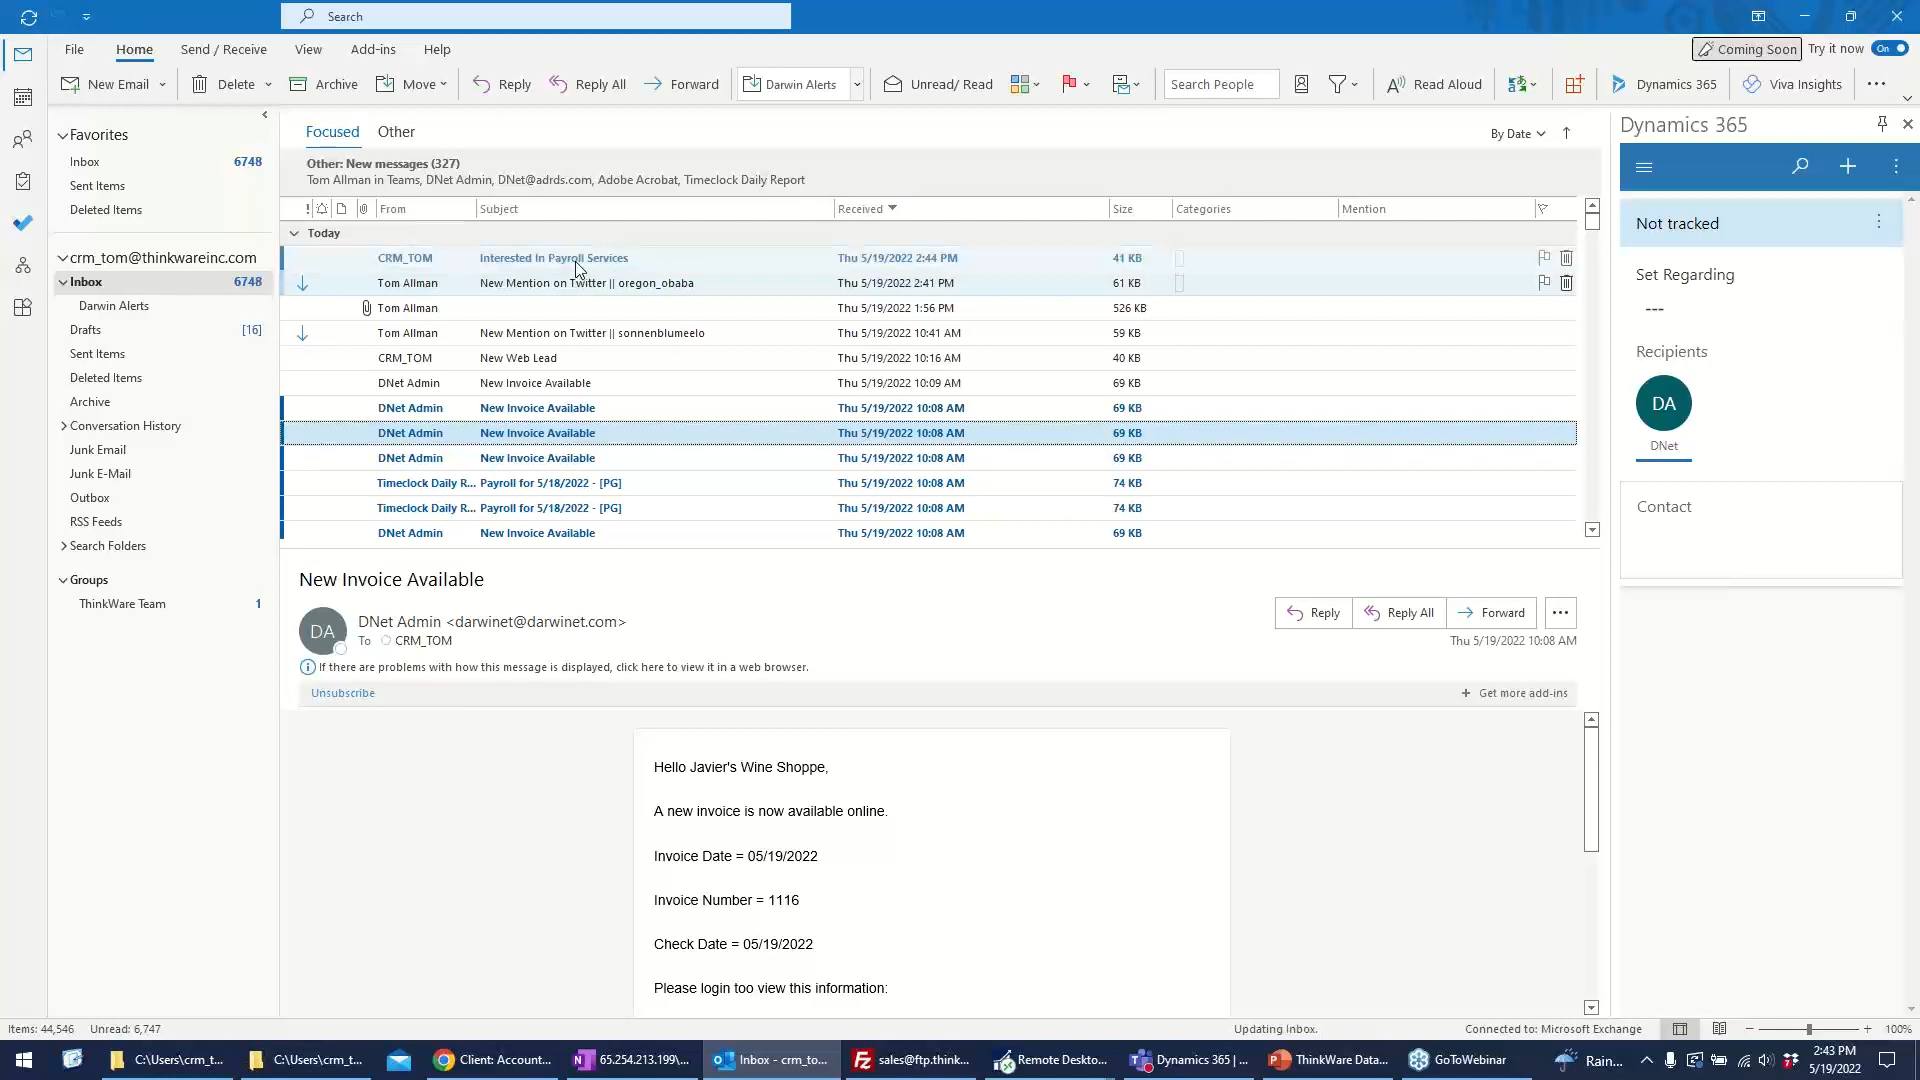 Search
File Home Send / Receive View Add-ins Help
Coming Soon Try it now On
New Email Delete Archive Move Reply Reply All Forward Darwin Alerts Unread/ Read Search People Read Aloud Dynamics 365 Viva Insights
Favorites
Inbox 6748
Sent Items
Deleted Items
crm_tom@thinkwareinc.com
Inbox 6748
Darwin Alerts
Drafts [16]
Sent Items
Deleted Items
Archive
Conversation History
Junk Email
Junk E-Mail
Outbox
RSS Feeds
Search Folders
Groups
ThinkWare Team 1
Focused Other
By Date
Other: New messages (327)
Tom Allman in Teams, DNet Admin, DNet@adrds.com, Adobe Acrobat, Timeclock Daily Report
! From Subject Received Size Categories Mention
Today
CRM_TOM Interested In Payroll Services Thu 5/19/2022 2:44 PM 41 KB
Tom Allman New Mention on Twitter || oregon_obaba Thu 5/19/2022 2:41 PM 61 KB
Tom Allman Thu 5/19/2022 1:56 PM 526 KB
Tom Allman New Mention on Twitter || sonnenblumeelo Thu 5/19/2022 10:41 AM 59 KB
CRM_TOM New Web Lead Thu 5/19/2022 10:16 AM 40 KB
DNet Admin New Invoice Available Thu 5/19/2022 10:09 AM 69 KB
DNet Admin New Invoice Available Thu 5/19/2022 10:08 AM 69 KB
DNet Admin New Invoice Available Thu 5/19/2022 10:08 AM 69 KB
DNet Admin New Invoice Available Thu 5/19/2022 10:08 AM 69 KB
Timeclock Daily R... Payroll for 5/18/2022 - [PG] Thu 5/19/2022 10:08 AM 74 KB
Timeclock Daily R... Payroll for 5/18/2022 - [PG] Thu 5/19/2022 10:08 AM 74 KB
DNet Admin New Invoice Available Thu 5/19/2022 10:08 AM 69 KB
New Invoice Available
DA
DNet Admin <darwinet@darwinet.com>
To CRM_TOM
Reply Reply All Forward
Thu 5/19/2022 10:08 AM
If there are problems with how this message is displayed, click here to view it in a web browser.
Unsubscribe
+ Get more add-ins
Hello Javier's Wine Shoppe,
A new invoice is now available online.
Invoice Date = 05/19/2022
Invoice Number = 1116
Check Date = 05/19/2022
Please login too view this information:
Dynamics 365
Not tracked
Set Regarding
---
Recipients
DA
DNet
Contact
Items: 44,546 Unread: 6,747 Updating Inbox. Connected to: Microsoft Exchange 100%
C:\Users\crm_t... C:\Users\crm_t... Client: Account... 65.254.213.199\... Inbox - crm_to... sales@ftp.think... Remote Deskto... Dynamics 365 | ... ThinkWare Data... GoToWebinar Rain... 2:43 PM
5/19/2022